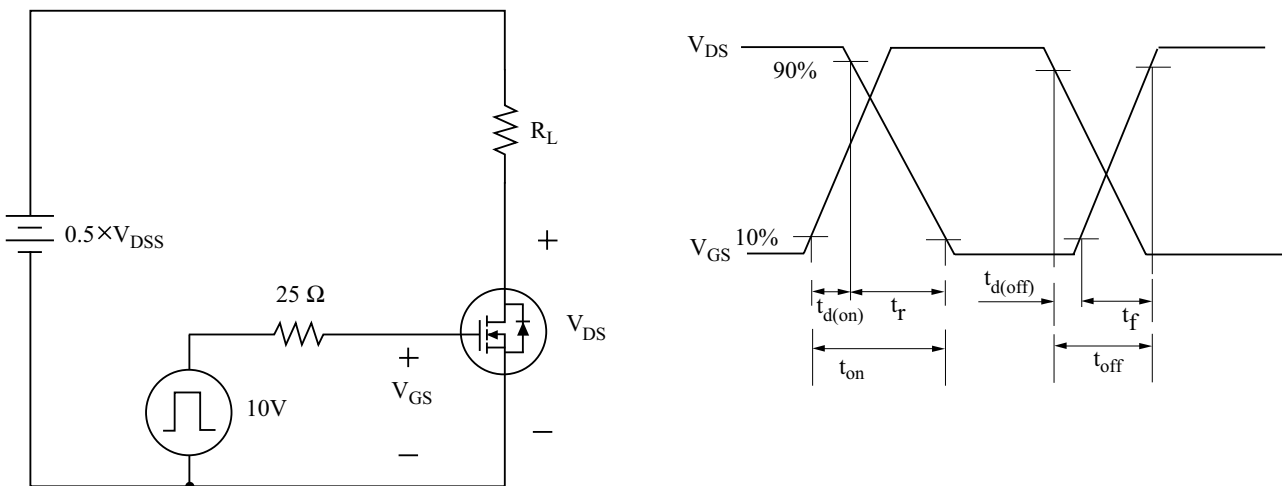 R_L
0.5×V_DSS
+
25 Ω
V_DS
+
V_GS
10V
−
−
V_DS
90%
V_GS
10%
t_d(on)
t_r
t_d(off)
t_f
t_on
t_off